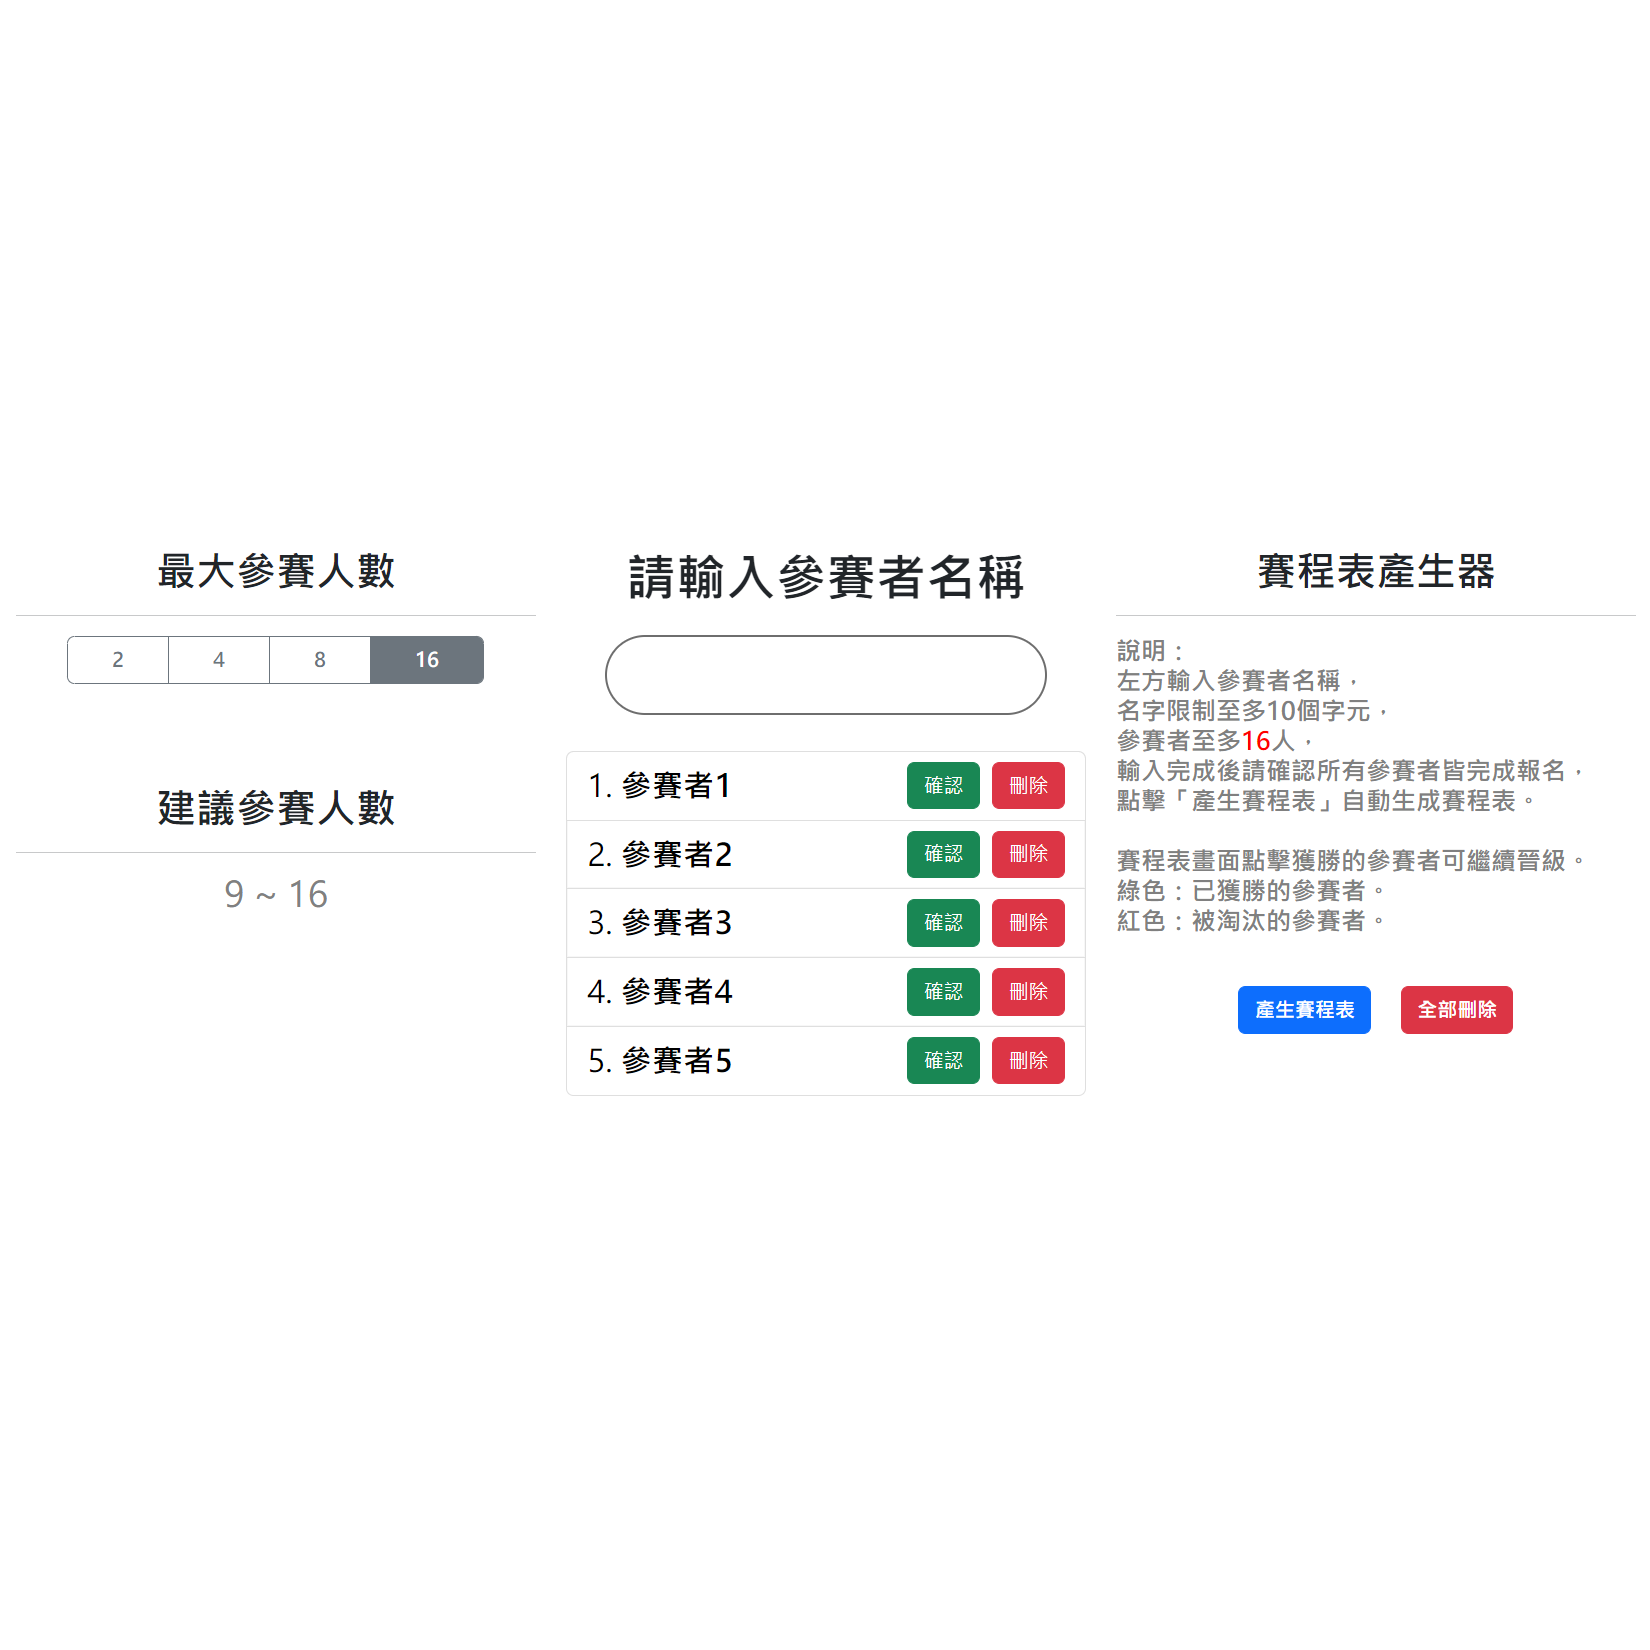 最大參賽人數
2 4 8 16
建議參賽人數
9 ~ 16
請輸入參賽者名稱
1. 參賽者1 確認 刪除
2. 參賽者2 確認 刪除
3. 參賽者3 確認 刪除
4. 參賽者4 確認 刪除
5. 參賽者5 確認 刪除
賽程表產生器
說明：
左方輸入參賽者名稱，
名字限制至多10個字元，
參賽者至多16人，
輸入完成後請確認所有參賽者皆完成報名，
點擊「產生賽程表」自動生成賽程表。
賽程表畫面點擊獲勝的參賽者可繼續晉級。
綠色：已獲勝的參賽者。
紅色：被淘汰的參賽者。
產生賽程表 全部刪除